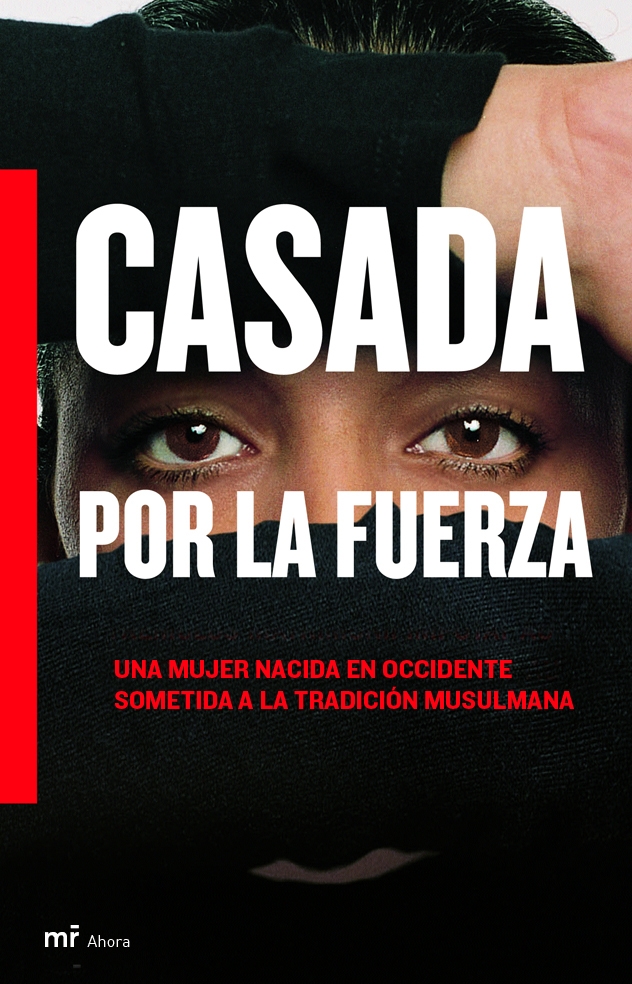 CASADA
POR LA FUERZA
UNA MUJER NACIDA EN OCCIDENTE
SOMETIDA A LA TRADICIÓN MUSULMANA
mr̄ Ahora